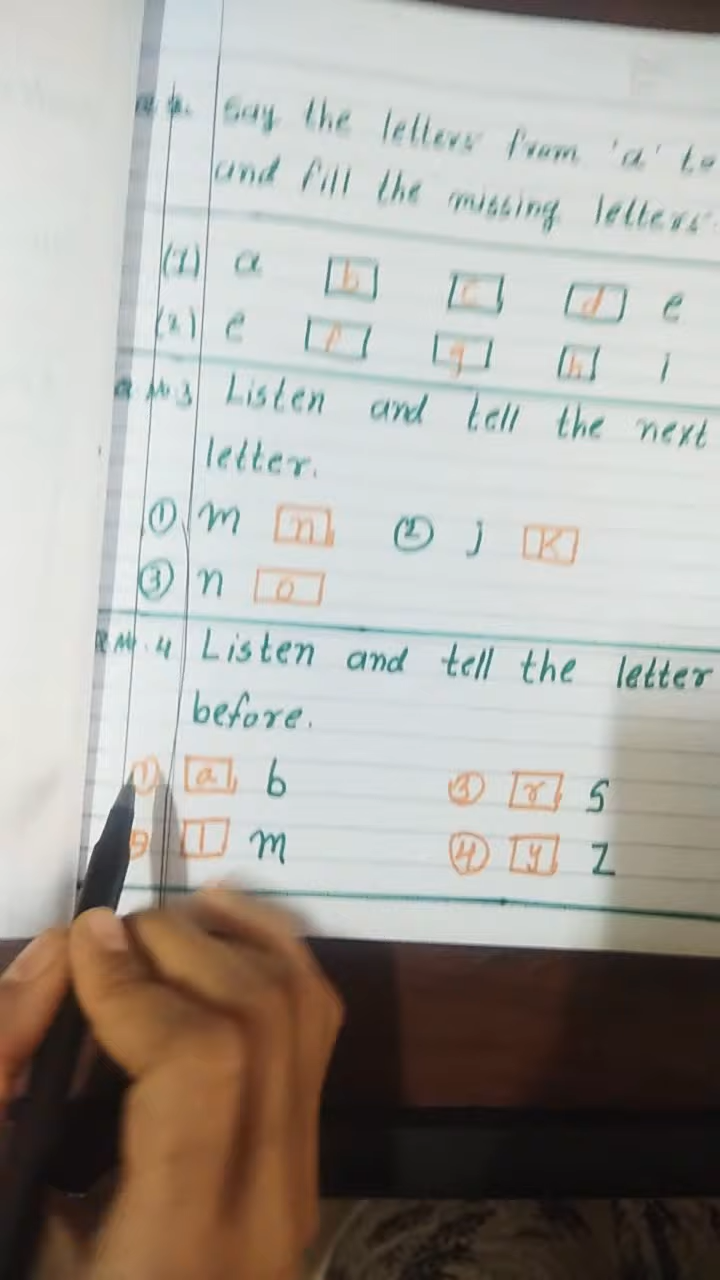 Say the letters from 'a' to
and fill the missing letters
(1) a b c d e
(2) e f g h i
3 Listen and tell the next
letter.
① m n ② j K
③ n o
4 Listen and tell the letter
before.
① a b ③ r s
l m ④ y z